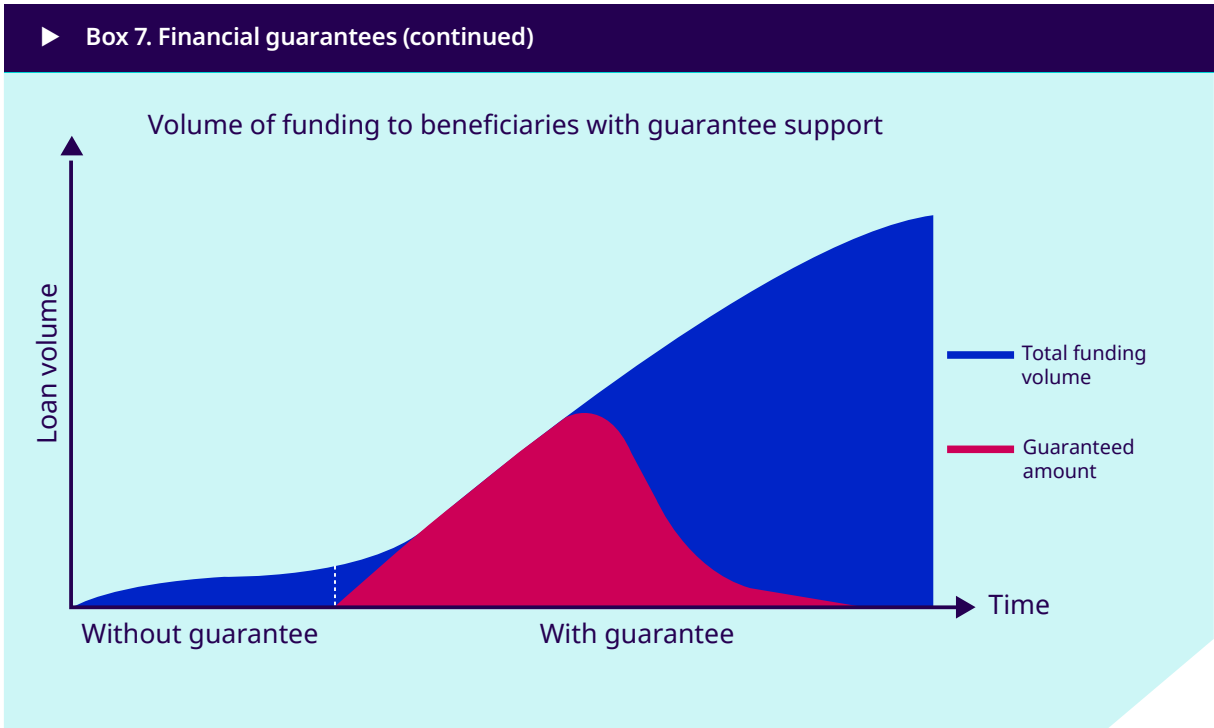 Box 7. Financial guarantees (continued)
Volume of funding to beneficiaries with guarantee support
Loan volume
Total funding
volume
Guaranteed
amount
Time
Without guarantee
With guarantee